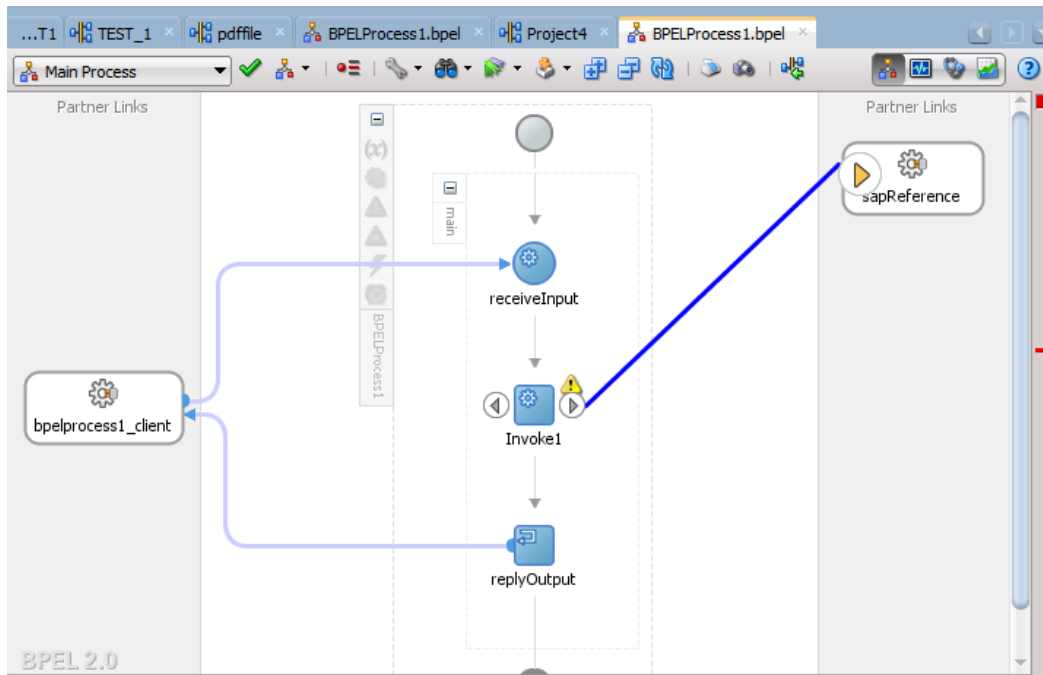 ...T1
TEST_1
pdffile
BPELProcess1.bpel
Project4
BPELProcess1.bpel
Main Process
Partner Links
Partner Links
(x)
main
sapReference
receiveInput
BPELProcess1
bpelprocess1_client
Invoke1
replyOutput
BPEL 2.0